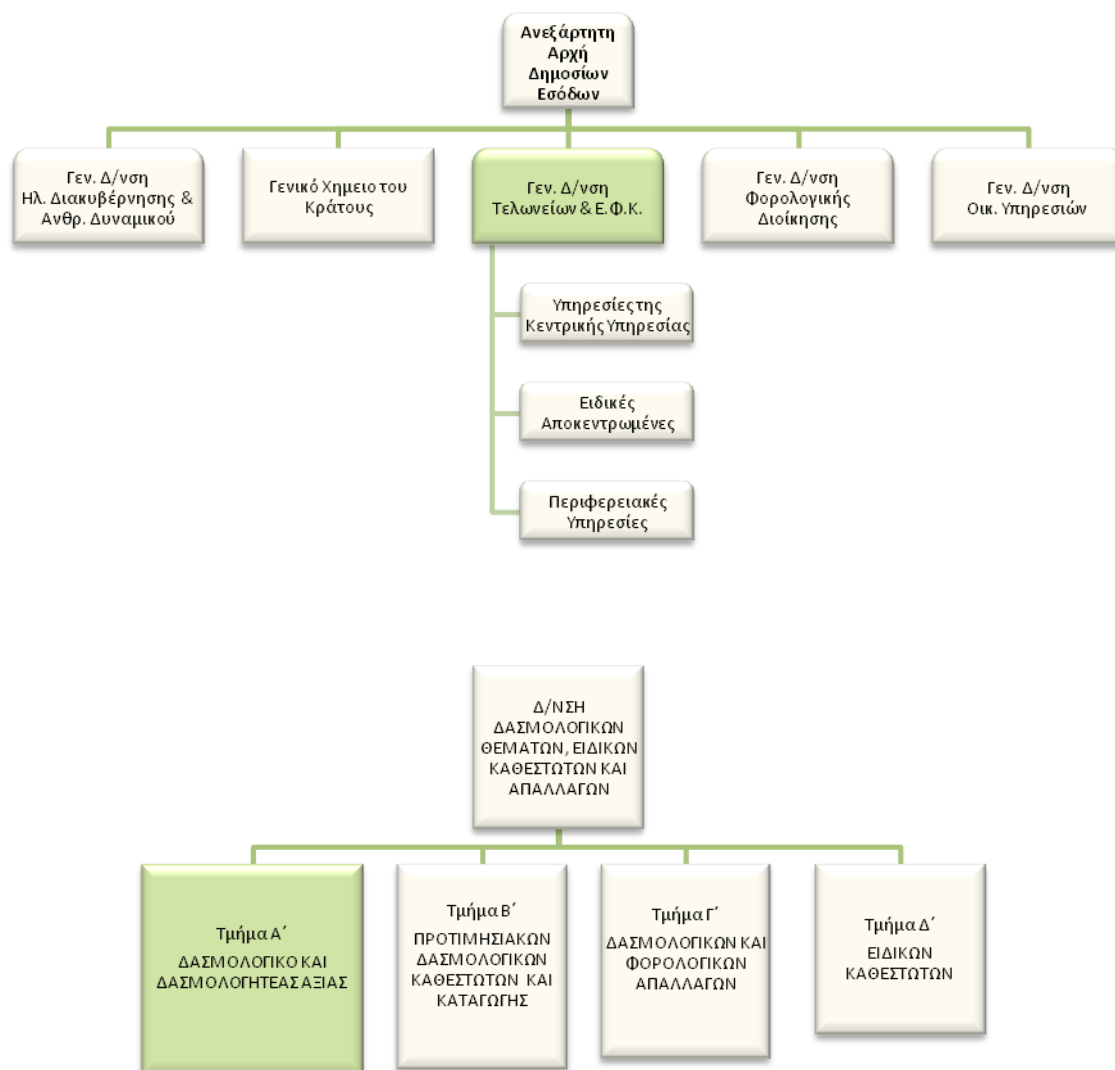 Ανεξάρτητη
Αρχή
Δημοσίων
Εσόδων
Γεν. Δ/νση
Ηλ. Διακυβέρνησης &
Ανθρ. Δυναμικού
Γενικό Χημειο του
Κράτους
Γεν. Δ/νση
Τελωνείων & Ε.Φ.Κ.
Γεν. Δ/νση
Φορολογικής
Διοίκησης
Γεν. Δ/νση
Οικ. Υπηρεσιών
Υπηρεσίες της
Κεντρικής Υπηρεσίας
Ειδικές
Αποκεντρωμένες
Περιφερειακές
Υπηρεσίες
Δ/ΝΣΗ
ΔΑΣΜΟΛΟΓΙΚΩΝ
ΘΕΜΑΤΩΝ, ΕΙΔΙΚΩΝ
ΚΑΘΕΣΤΩΤΩΝ ΚΑΙ
ΑΠΑΛΛΑΓΩΝ
Τμήμα Α΄
ΔΑΣΜΟΛΟΓΙΚΟ ΚΑΙ
ΔΑΣΜΟΛΟΓΗΤΕΑΣ ΑΞΙΑΣ
Τμήμα Β΄
ΠΡΟΤΙΜΗΣΙΑΚΩΝ
ΔΑΣΜΟΛΟΓΙΚΩΝ
ΚΑΘΕΣΤΩΤΩΝ ΚΑΙ
ΚΑΤΑΓΩΓΗΣ
Τμήμα Γ΄
ΔΑΣΜΟΛΟΓΙΚΩΝ ΚΑΙ
ΦΟΡΟΛΟΓΙΚΩΝ
ΑΠΑΛΛΑΓΩΝ
Τμήμα Δ΄
ΕΙΔΙΚΩΝ
ΚΑΘΕΣΤΩΤΩΝ